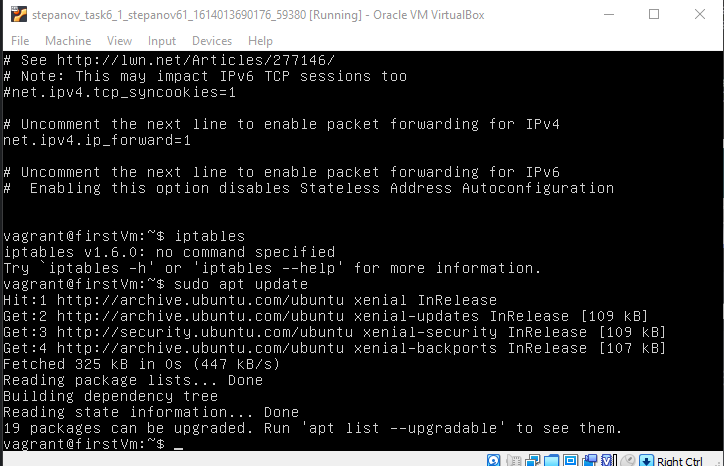 stepanov_task6_1_stepanov61_1614013690176_59380 [Running] - Oracle VM VirtualBox
File Machine View Input Devices Help
# See http://lwn.net/Articles/277146/
# Note: This may impact IPv6 TCP sessions too
#net.ipv4.tcp_syncookies=1
# Uncomment the next line to enable packet forwarding for IPv4
net.ipv4.ip_forward=1
# Uncomment the next line to enable packet forwarding for IPv6
#  Enabling this option disables Stateless Address Autoconfiguration
vagrant@firstVm:~$ iptables
iptables v1.6.0: no command specified
Try `iptables -h' or 'iptables --help' for more information.
vagrant@firstVm:~$ sudo apt update
Hit:1 http://archive.ubuntu.com/ubuntu xenial InRelease
Get:2 http://archive.ubuntu.com/ubuntu xenial-updates InRelease [109 kB]
Get:3 http://security.ubuntu.com/ubuntu xenial-security InRelease [109 kB]
Get:4 http://archive.ubuntu.com/ubuntu xenial-backports InRelease [107 kB]
Fetched 325 kB in 0s (447 kB/s)
Reading package lists... Done
Building dependency tree
Reading state information... Done
19 packages can be upgraded. Run 'apt list --upgradable' to see them.
vagrant@firstVm:~$ _
Right Ctrl